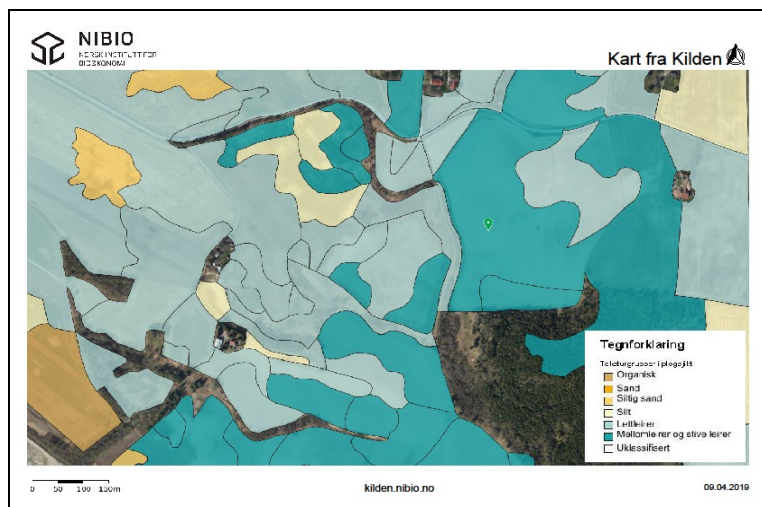 NIBIO
NORSK INSTITUTT FOR
BIOØKONOMI
Kart fra Kilden
Tegnforklaring
Teksturgrupper i plogsjikt
Organisk
Sand
Siltig sand
Silt
Lettleirer
Mellomleirer og stive leirer
Uklassifisert
0 50 100 150m
kilden.nibio.no
09.04.2019